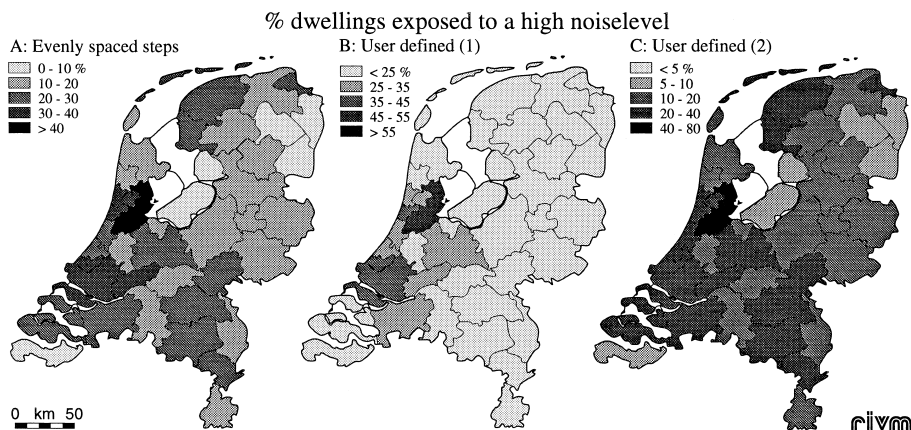 % dwellings exposed to a high noiselevel
A: Evenly spaced steps
0 - 10 %
10 - 20
20 - 30
30 - 40
> 40
B: User defined (1)
< 25 %
25 - 35
35 - 45
45 - 55
> 55
C: User defined (2)
< 5 %
5 - 10
10 - 20
20 - 40
40 - 80
0 km 50
rivm